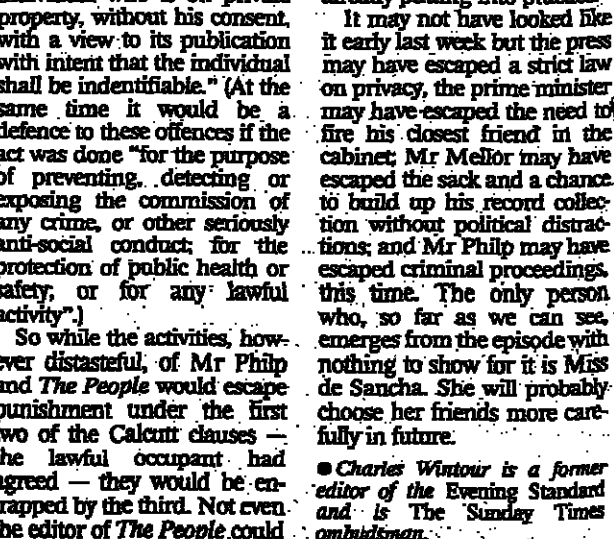 property, without his consent,
with a view to its publication
with intent that the individual
shall be indentifiable." (At the
same time it would be a
defence to these offences if the
act was done "for the purpose
of preventing, detecting or
exposing the commission of
any crime, or other seriously
anti-social conduct; for the
protection of public health or
safety; or for any lawful
activity".)
So while the activities, how-
ever distasteful, of Mr Philp
and The People would escape
punishment under the first
two of the Calcutt clauses —
the lawful occupant had
agreed — they would be en-
trapped by the third. Not even
the editor of The People could
It may not have looked like
it early last week but the press
may have escaped a strict law
on privacy, the prime minister
may have escaped the need to
fire his closest friend in the
cabinet; Mr Mellor may have
escaped the sack and a chance
to build up his record collec-
tion without political distrac-
tions; and Mr Philp may have
escaped criminal proceedings,
this time. The only person
who, so far as we can see,
emerges from the episode with
nothing to show for it is Miss
de Sancha. She will probably
choose her friends more care-
fully in future.
● Charles Wintour is a former
editor of the Evening Standard
and is The Sunday Times
ombudsman.